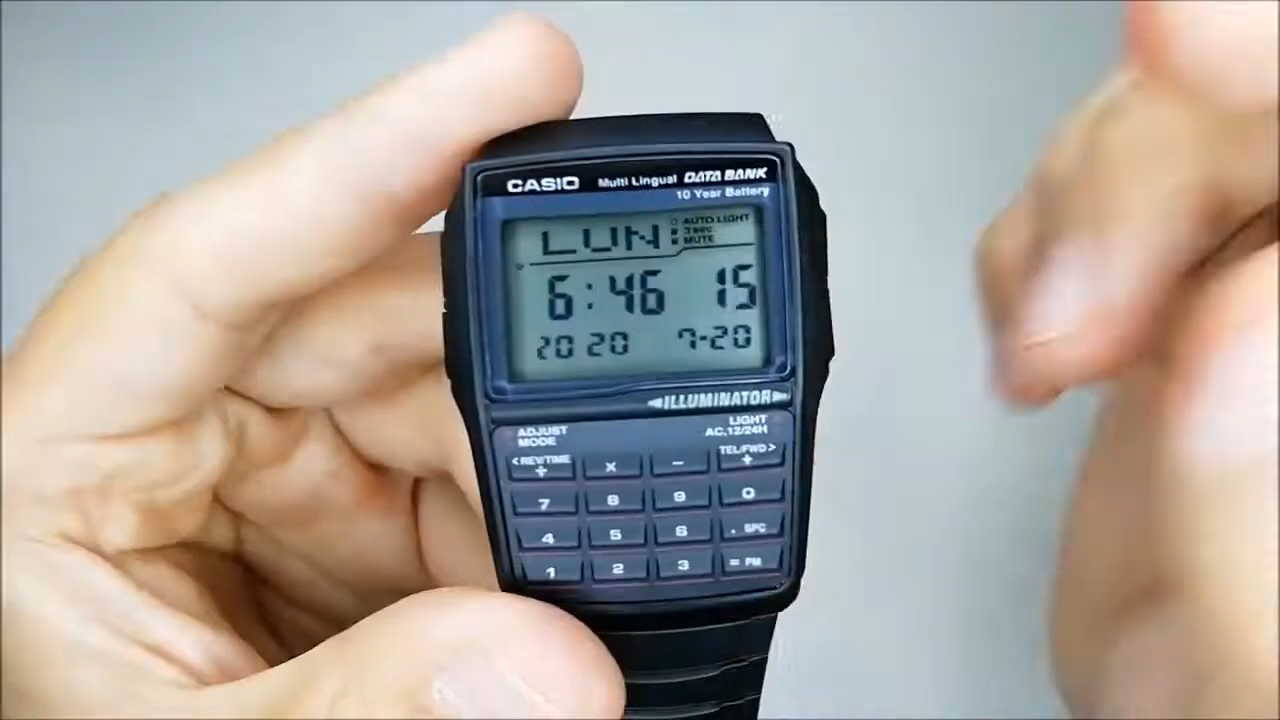 CASIO Multi Lingual DATA BANK
10 Year Battery
LUN
AUTO LIGHT
MUTE
6:46 15
2020 7-20
ILLUMINATOR
ADJUST
MODE
LIGHT
AC,12/24H
<REV/TIME
÷ × −
TEL/FWD>
+
7 8 9 0
4 5 6 . SPC
1 2 3 = PM